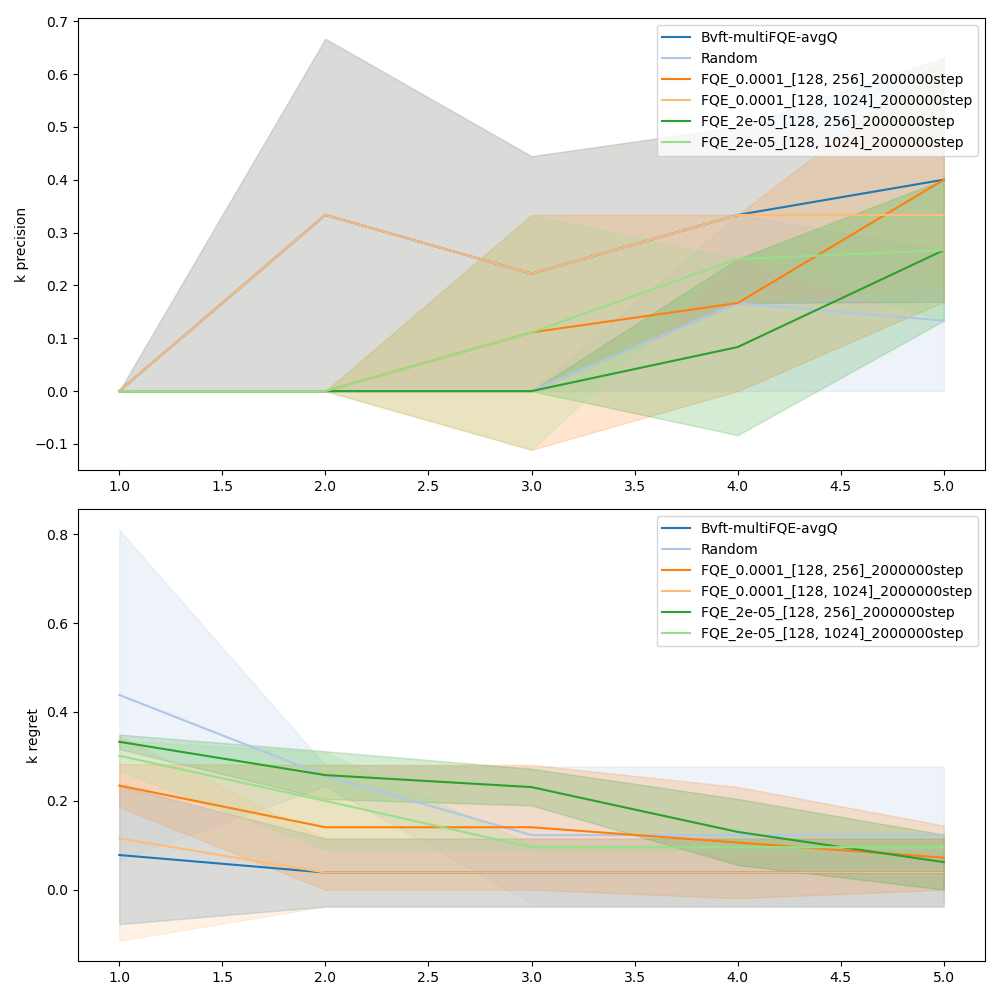 0.7
0.6
0.5
0.4
0.3
0.2
0.1
0.0
−0.1
k precision
Bvft-multiFQE-avgQ
Random
FQE_0.0001_[128, 256]_2000000step
FQE_0.0001_[128, 1024]_2000000step
FQE_2e-05_[128, 256]_2000000step
FQE_2e-05_[128, 1024]_2000000step
1.0 1.5 2.0 2.5 3.0 3.5 4.0 4.5 5.0
0.8
0.6
0.4
0.2
0.0
k regret
Bvft-multiFQE-avgQ
Random
FQE_0.0001_[128, 256]_2000000step
FQE_0.0001_[128, 1024]_2000000step
FQE_2e-05_[128, 256]_2000000step
FQE_2e-05_[128, 1024]_2000000step
1.0 1.5 2.0 2.5 3.0 3.5 4.0 4.5 5.0